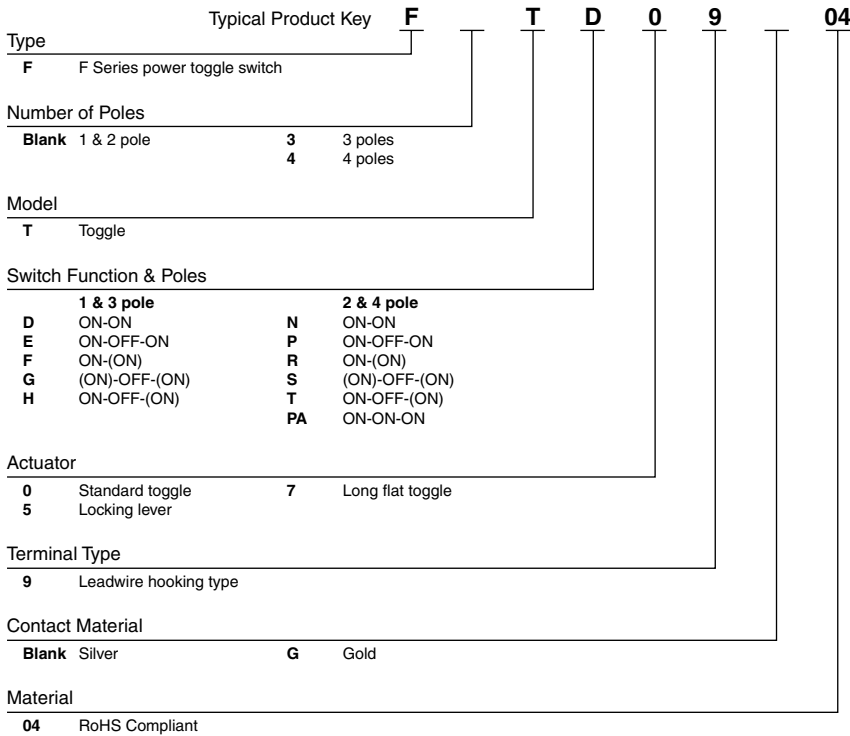 Typical Product Key F T D 0 9 04
Type
F F Series power toggle switch
Number of Poles
Blank 1 & 2 pole 3 3 poles
4 4 poles
Model
T Toggle
Switch Function & Poles
1 & 3 pole 2 & 4 pole
D ON-ON N ON-ON
E ON-OFF-ON P ON-OFF-ON
F ON-(ON) R ON-(ON)
G (ON)-OFF-(ON) S (ON)-OFF-(ON)
H ON-OFF-(ON) T ON-OFF-(ON)
PA ON-ON-ON
Actuator
0 Standard toggle 7 Long flat toggle
5 Locking lever
Terminal Type
9 Leadwire hooking type
Contact Material
Blank Silver G Gold
Material
04 RoHS Compliant